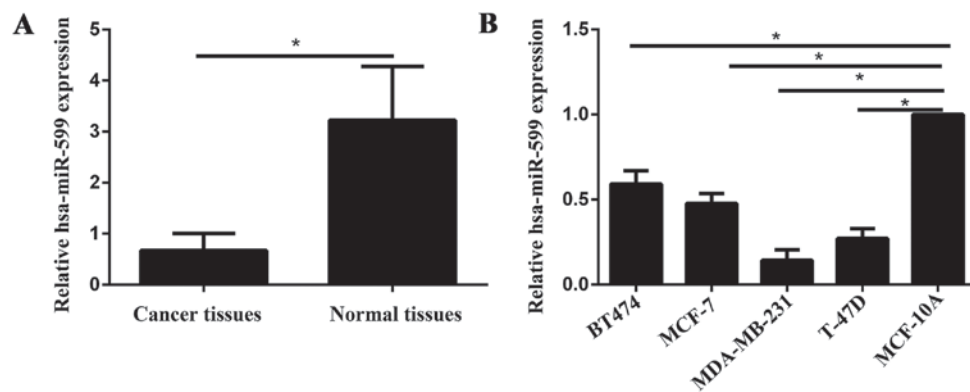 A
Relative hsa-miR-599 expression
5
4
3
2
1
0
*
Cancer tissues
Normal tissues
B
Relative hsa-miR-599 expression
1.5
1.0
0.5
0.0
*
*
*
*
BT474
MCF-7
MDA-MB-231
T-47D
MCF-10A